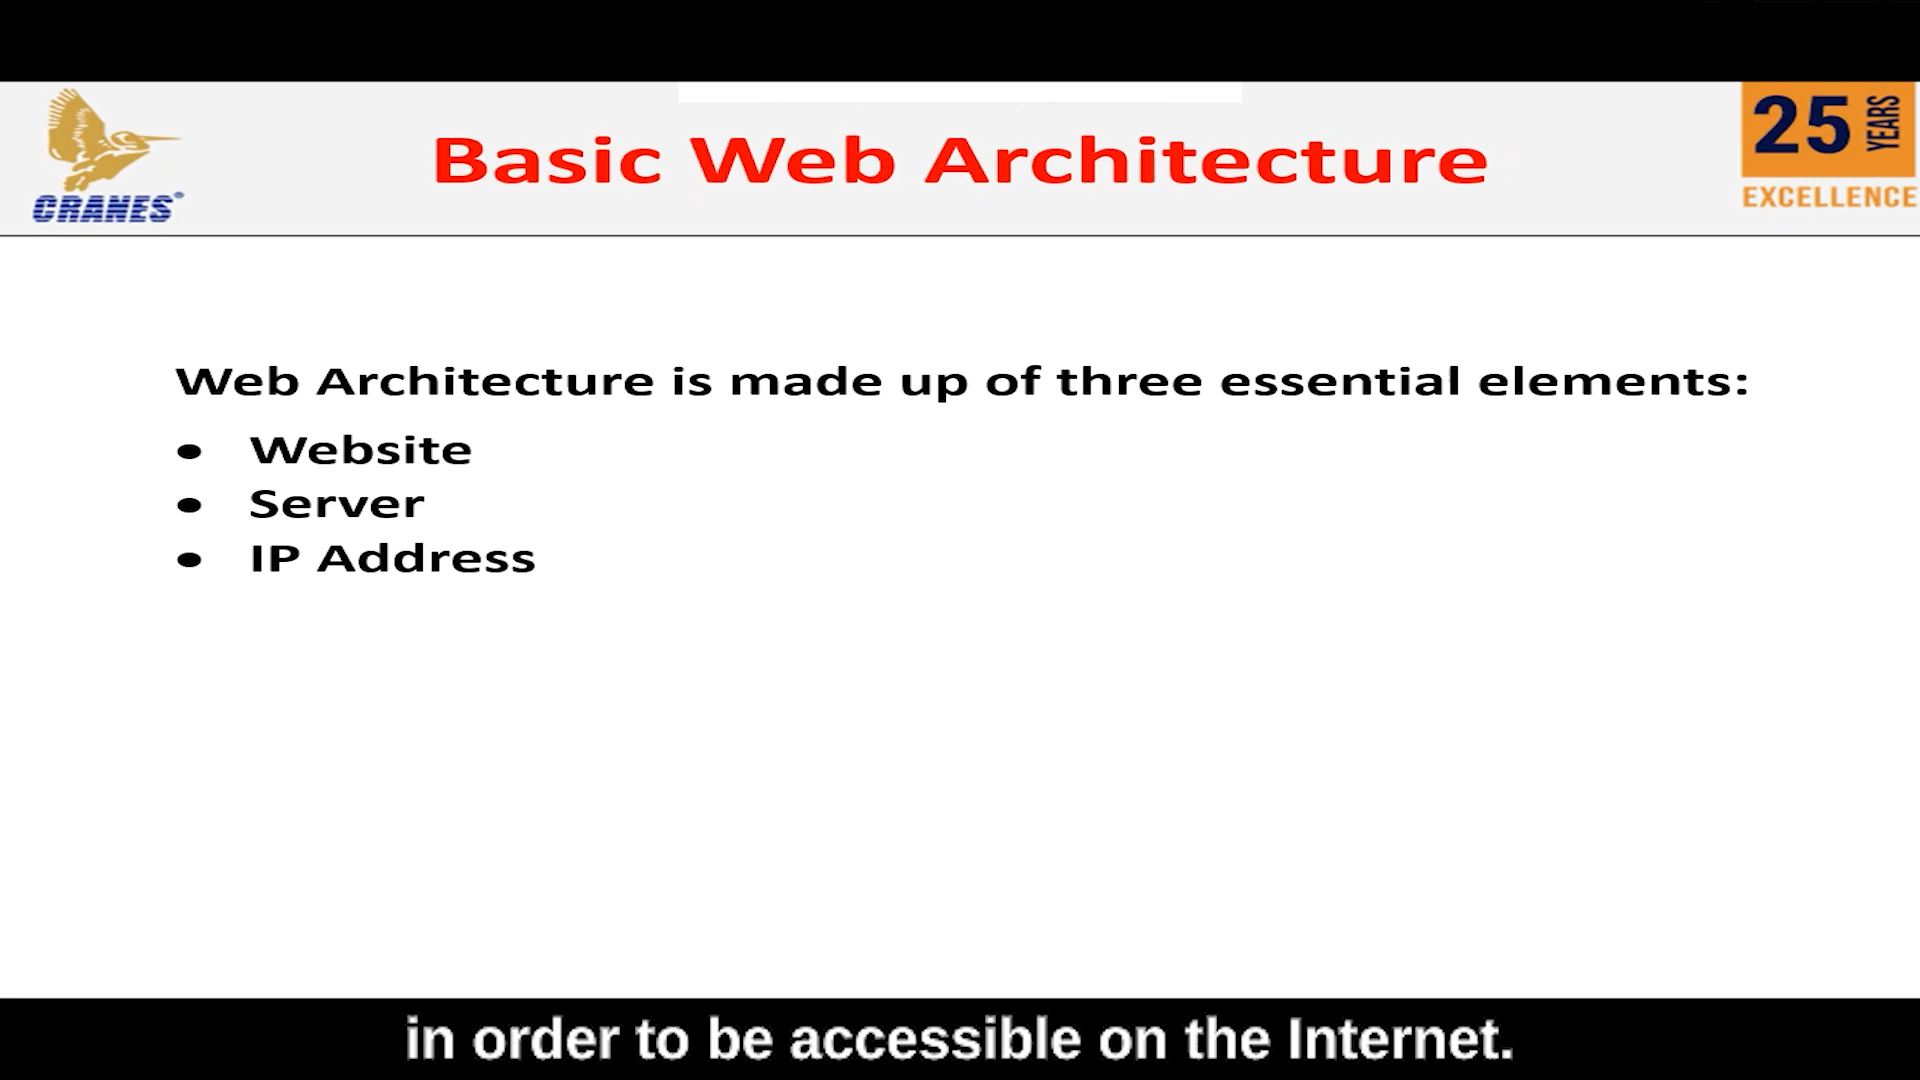 CRANES®
Basic Web Architecture
25 YEARS
EXCELLENCE
Web Architecture is made up of three essential elements:
• Website
• Server
• IP Address
in order to be accessible on the Internet.